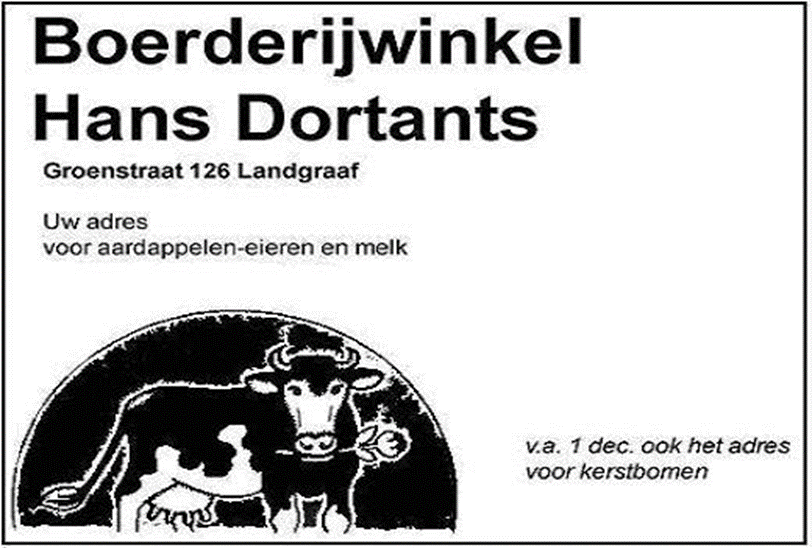 Boerderijwinkel
Hans Dortants
Groenstraat 126 Landgraaf
Uw adres
voor aardappelen-eieren en melk
v.a. 1 dec. ook het adres
voor kerstbomen